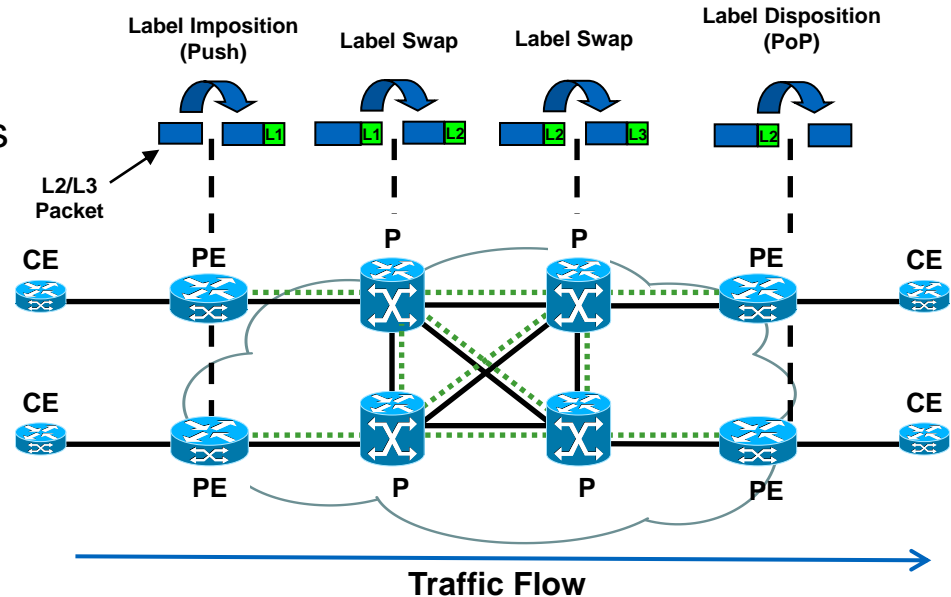 Label Imposition
(Push)
Label Swap
Label Swap
Label Disposition
(PoP)
s
L1
L1
L2
L2
L3
L2
L2/L3
Packet
CE
PE
P
P
PE
CE
CE
CE
PE
P
P
PE
Traffic Flow